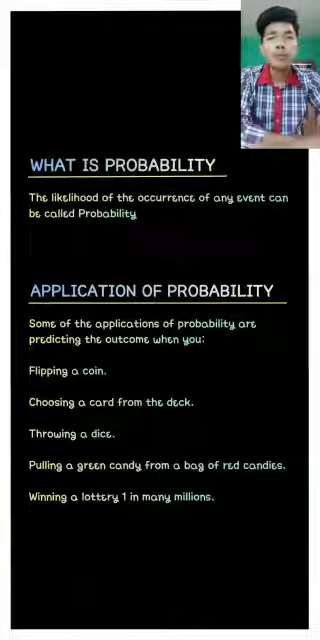 WHAT IS PROBABILITY
The likelihood of the occurrence of any event can
be called Probability
APPLICATION OF PROBABILITY
Some of the applications of probability are
predicting the outcome when you:
Flipping a coin.
Choosing a card from the deck.
Throwing a dice.
Pulling a green candy from a bag of red candies.
Winning a lottery 1 in many millions.